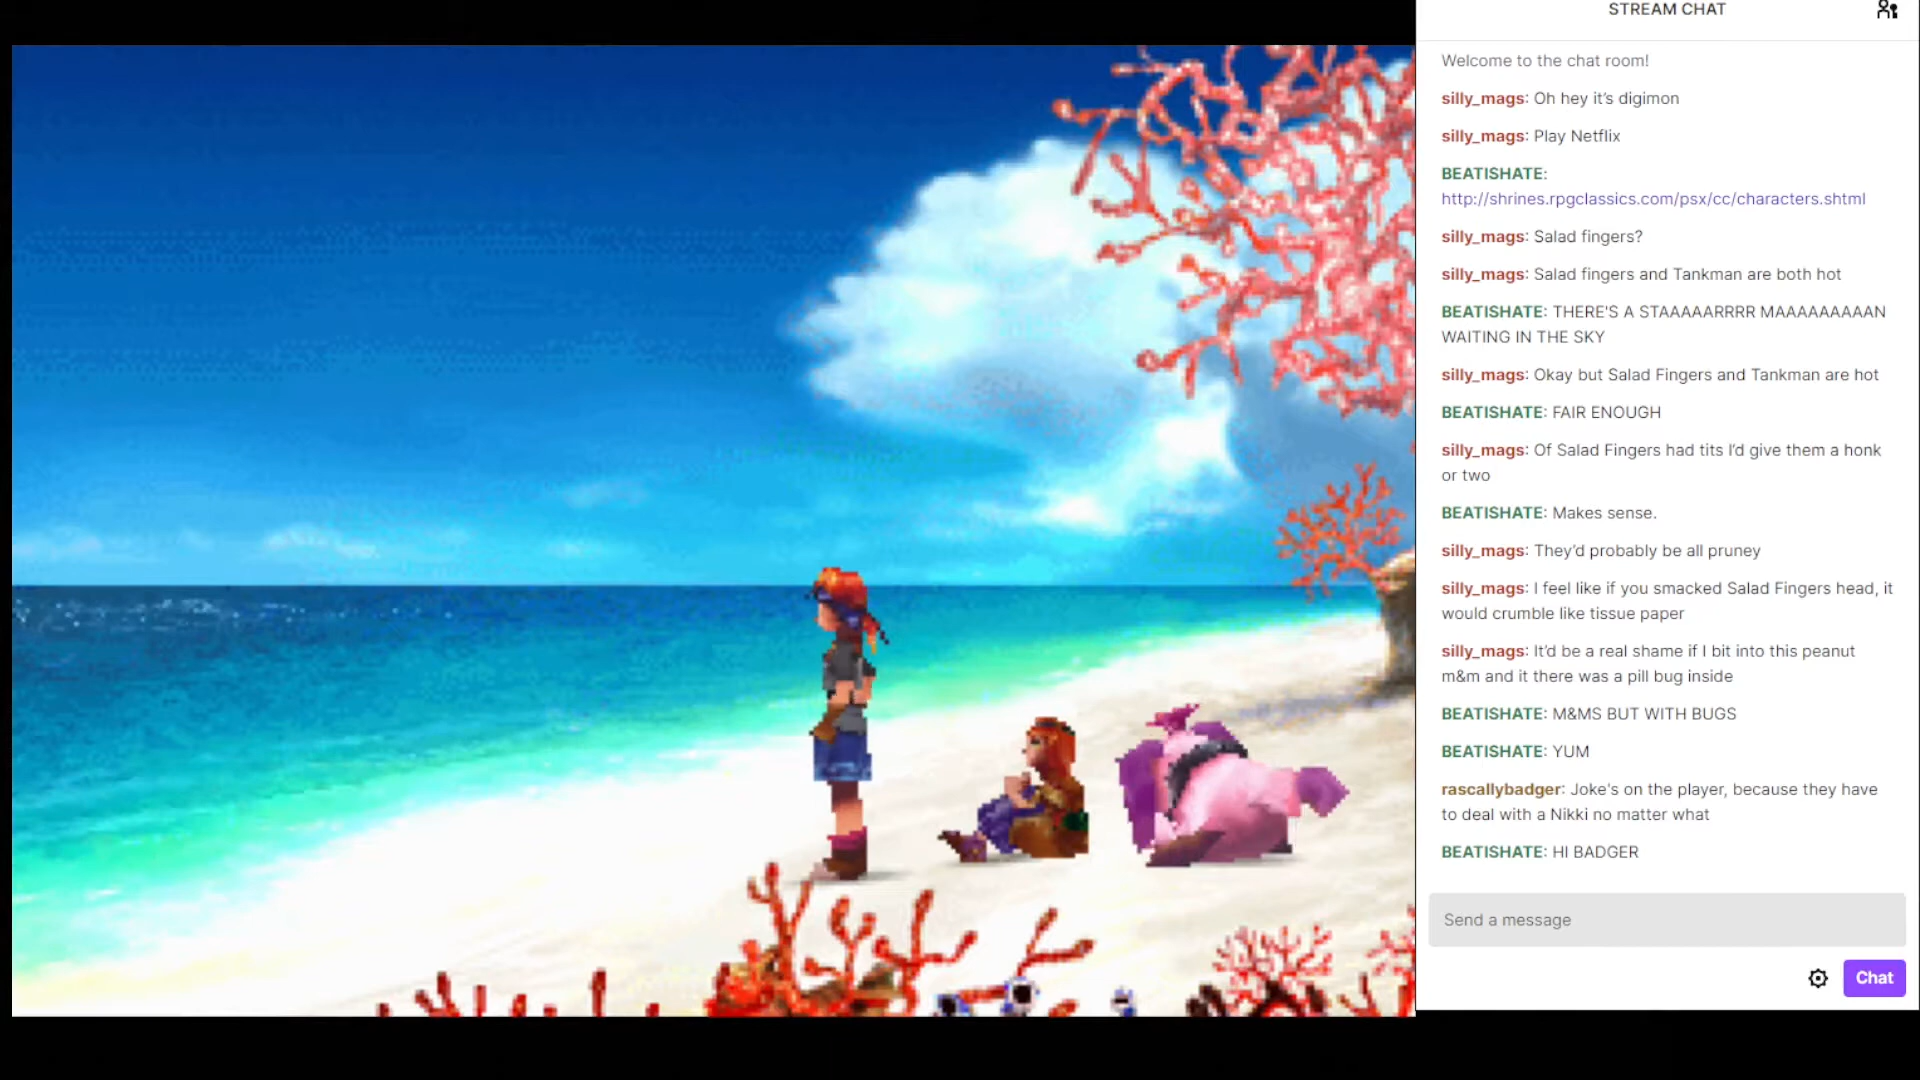 STREAM CHAT
Welcome to the chat room!
silly_mags: Oh hey it’s digimon
silly_mags: Play Netflix
BEATISHATE:
http://shrines.rpgclassics.com/psx/cc/characters.shtml
silly_mags: Salad fingers?
silly_mags: Salad fingers and Tankman are both hot
BEATISHATE: THERE'S A STAAAAARRRR MAAAAAAAAAN
WAITING IN THE SKY
silly_mags: Okay but Salad Fingers and Tankman are hot
BEATISHATE: FAIR ENOUGH
silly_mags: Of Salad Fingers had tits I’d give them a honk
or two
BEATISHATE: Makes sense.
silly_mags: They’d probably be all pruney
silly_mags: I feel like if you smacked Salad Fingers head, it
would crumble like tissue paper
silly_mags: It’d be a real shame if I bit into this peanut
m&m and it there was a pill bug inside
BEATISHATE: M&MS BUT WITH BUGS
BEATISHATE: YUM
rascallybadger: Joke's on the player, because they have
to deal with a Nikki no matter what
BEATISHATE: HI BADGER
Send a message
Chat